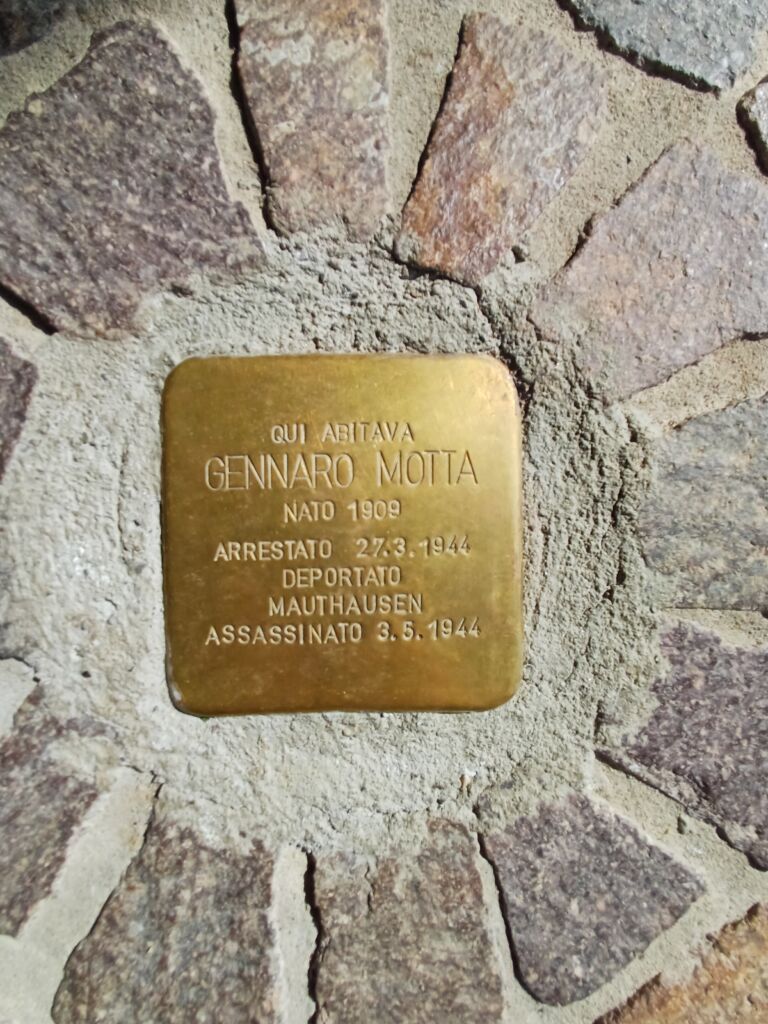 QUI ABITAVA
GENNARO MOTTA
NATO 1909
ARRESTATO 27.3.1944
DEPORTATO
MAUTHAUSEN
ASSASSINATO 3.5.1944